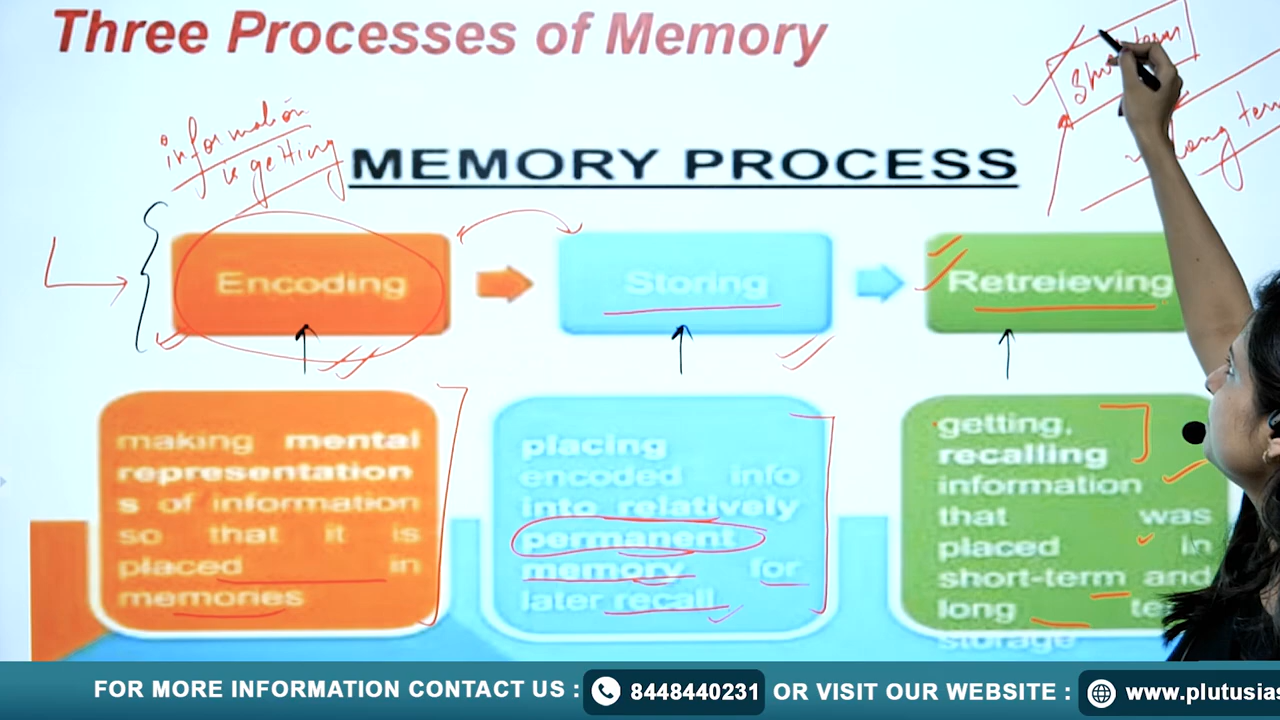 Three Processes of Memory
Short term
Long term
information
is getting
MEMORY PROCESS
Encoding
Storing
Retreieving
making mental
representation
s of information
so that it is
placed in
memories
placing
encoded info
into relatively
permanent
memory for
later recall
getting,
recalling
information
that was
placed in
short-term and
long te
storage
FOR MORE INFORMATION CONTACT US : 8448440231 OR VISIT OUR WEBSITE : www.plutusias